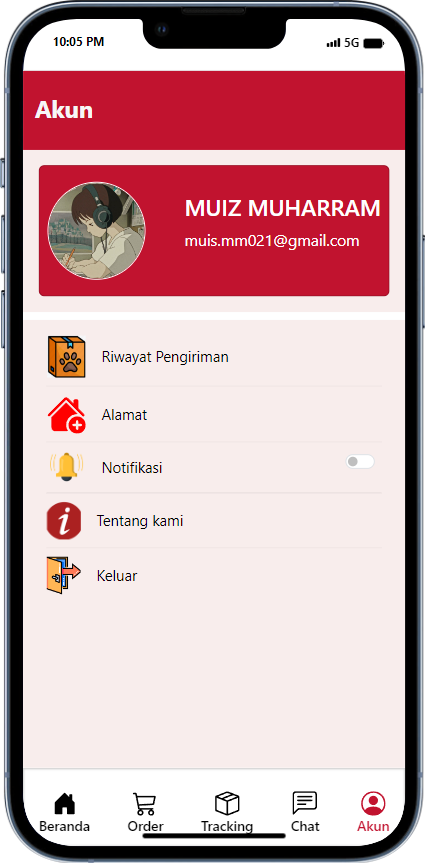 10:05 PM
5G
Akun
MUIZ MUHARRAM
muis.mm021@gmail.com
Riwayat Pengiriman
Alamat
Notifikasi
i
Tentang kami
Keluar
Beranda
Order
Tracking
Chat
Akun